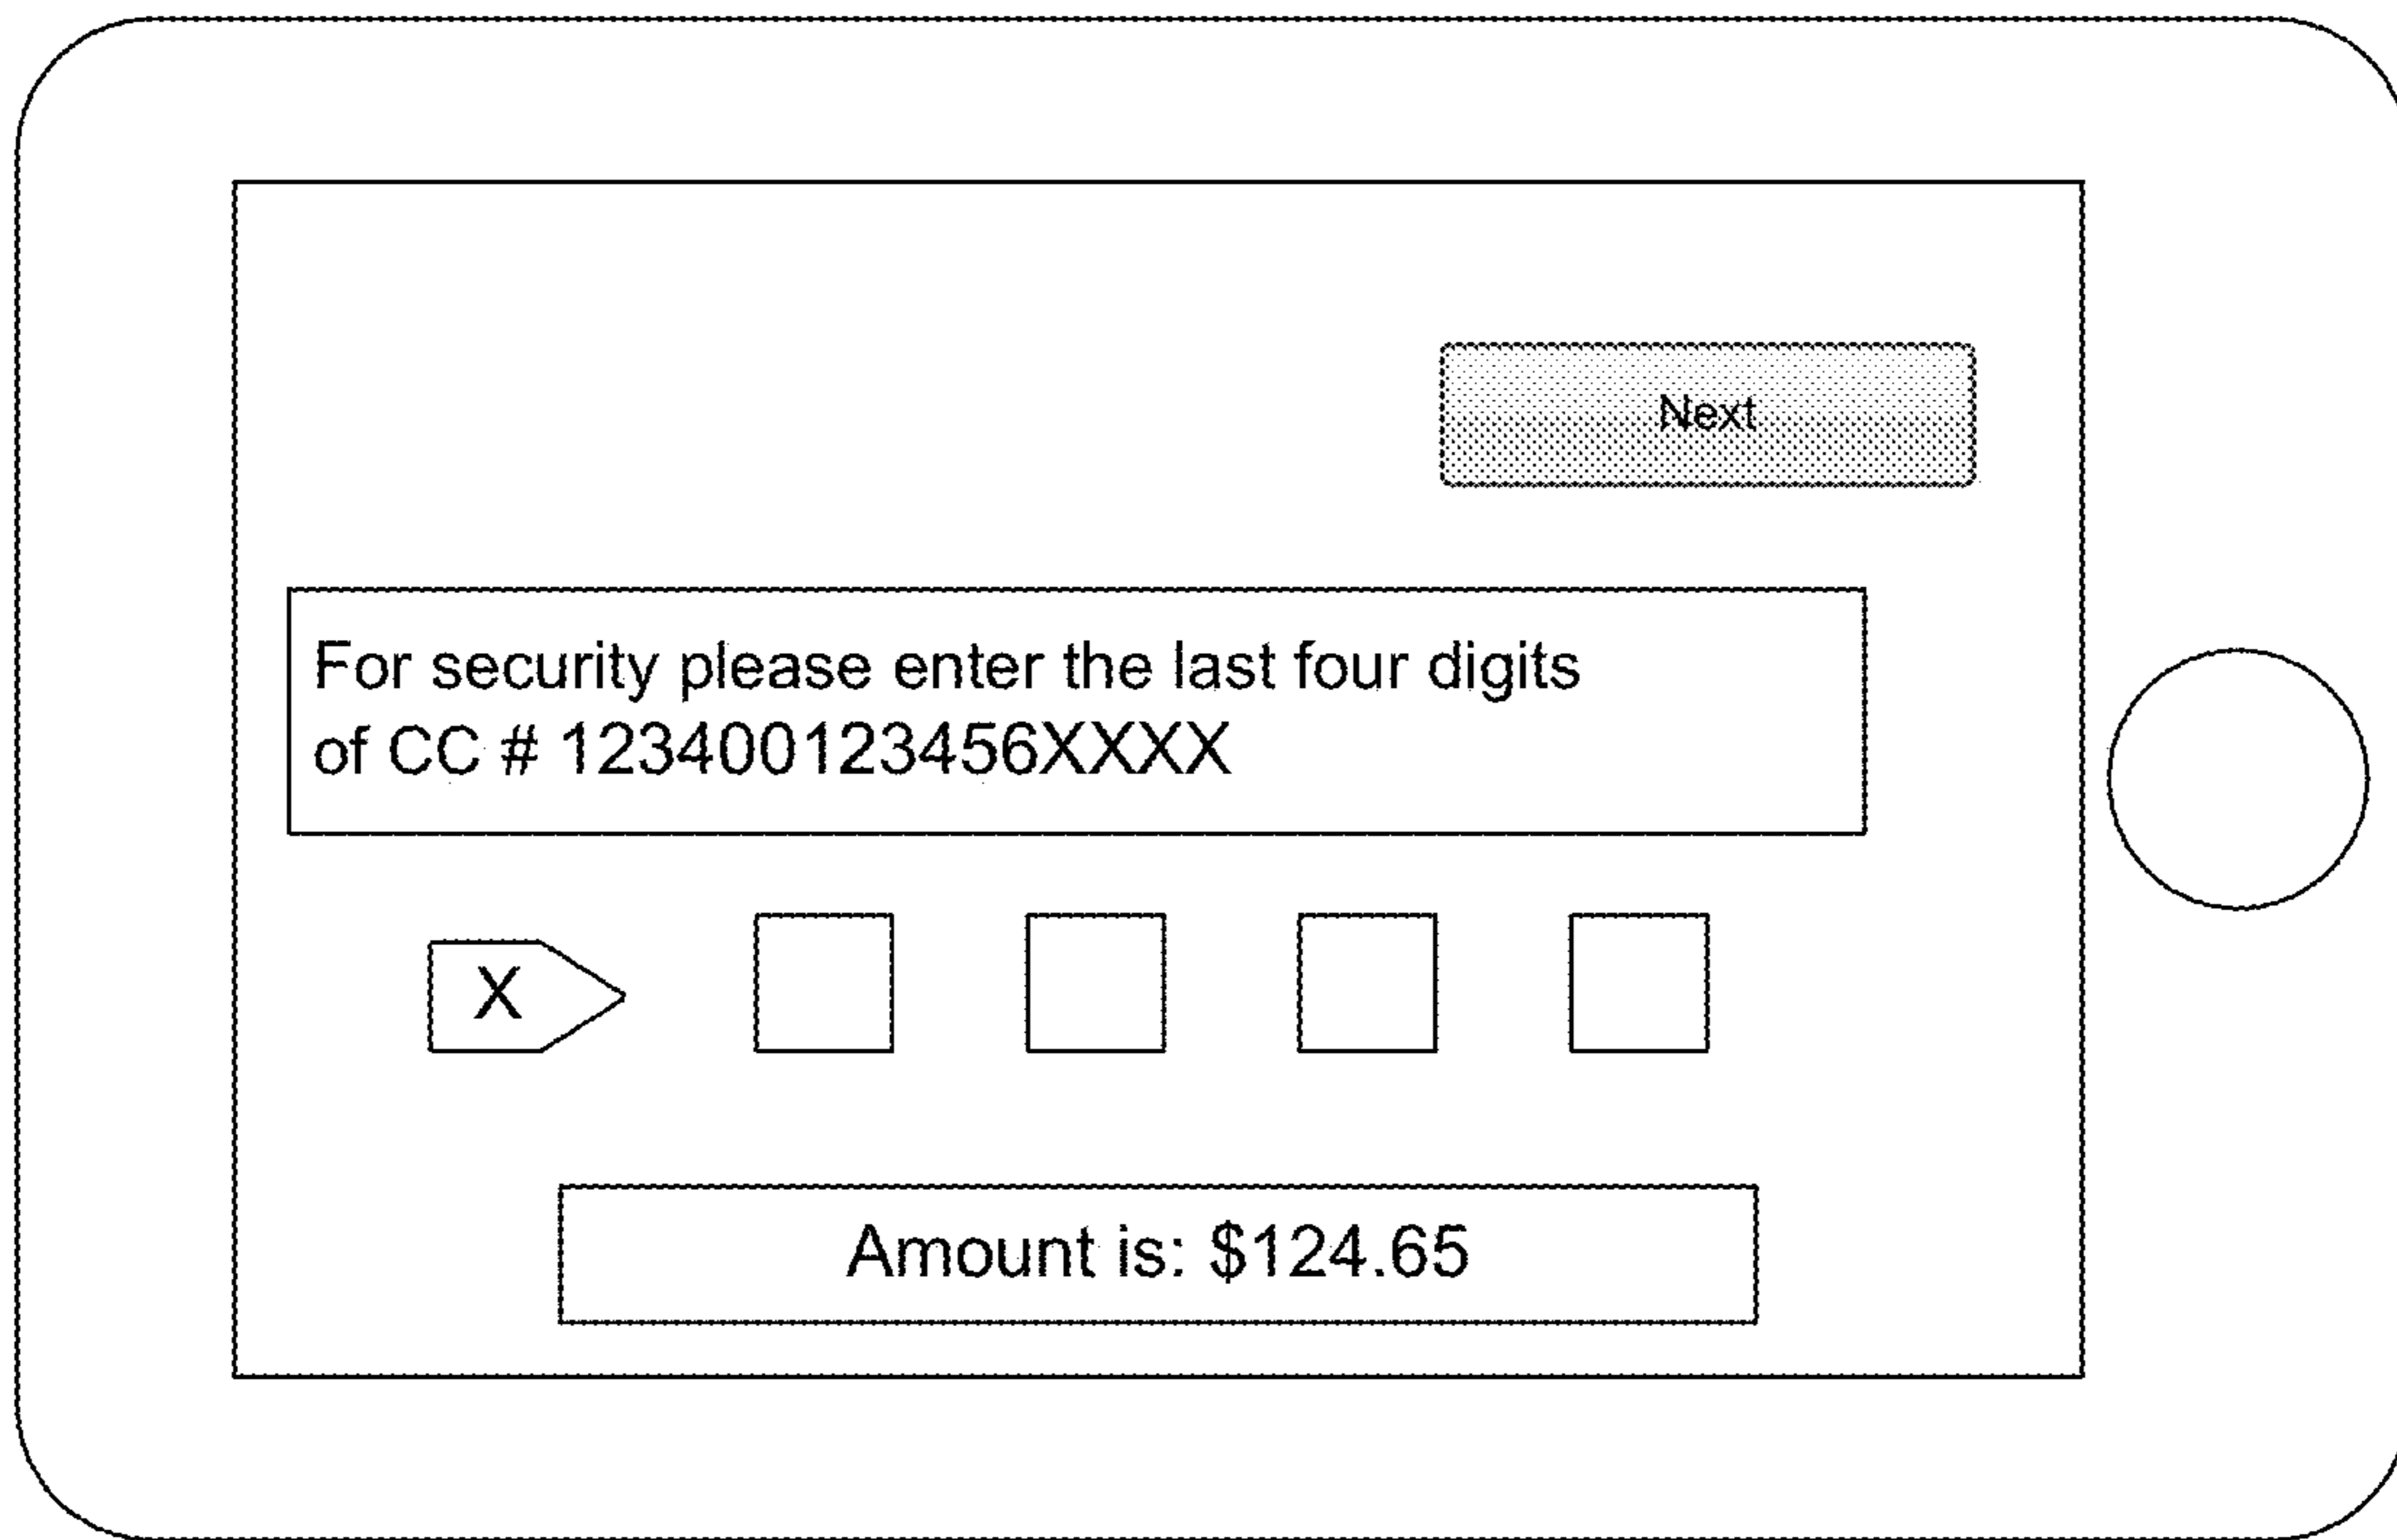 Next
For security please enter the last four digits
of CC # 123400123456XXXX
X
Amount is: $124.65